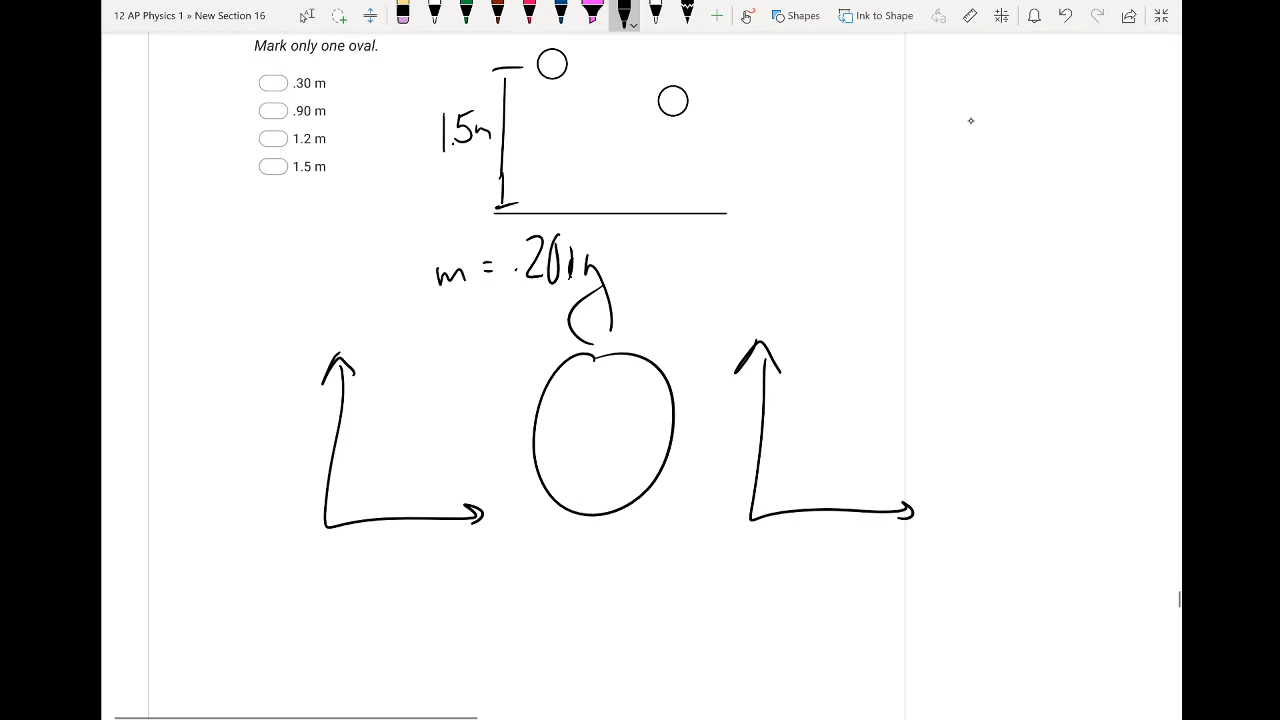 12 AP Physics 1 » New Section 16
Shapes
Ink to Shape
Mark only one oval.
.30 m
.90 m
1.2 m
1.5 m
1.5m
m = .20kg